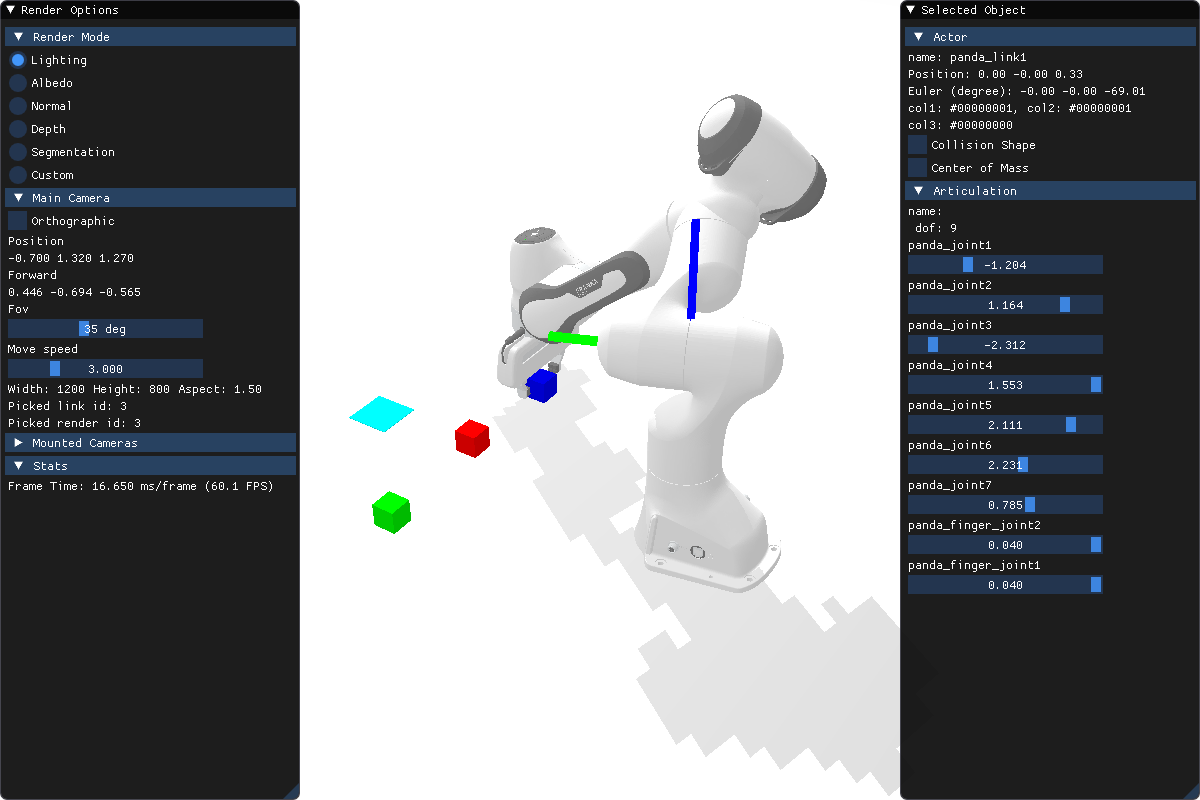 Render Options
Render Mode
Lighting
Albedo
Normal
Depth
Segmentation
Custom
Main Camera
Orthographic
Position
-0.700 1.320 1.270
Forward
0.446 -0.694 -0.565
Fov
35 deg
Move speed
3.000
Width: 1200 Height: 800 Aspect: 1.50
Picked link id: 3
Picked render id: 3
Mounted Cameras
Stats
Frame Time: 16.650 ms/frame (60.1 FPS)
Selected Object
Actor
name: panda_link1
Position: 0.00 -0.00 0.33
Euler (degree): -0.00 -0.00 -69.01
col1: #00000001, col2: #00000001
col3: #00000000
Collision Shape
Center of Mass
Articulation
name:
dof: 9
panda_joint1
-1.204
panda_joint2
1.164
panda_joint3
-2.312
panda_joint4
1.553
panda_joint5
2.111
panda_joint6
2.231
panda_joint7
0.785
panda_finger_joint2
0.040
panda_finger_joint1
0.040